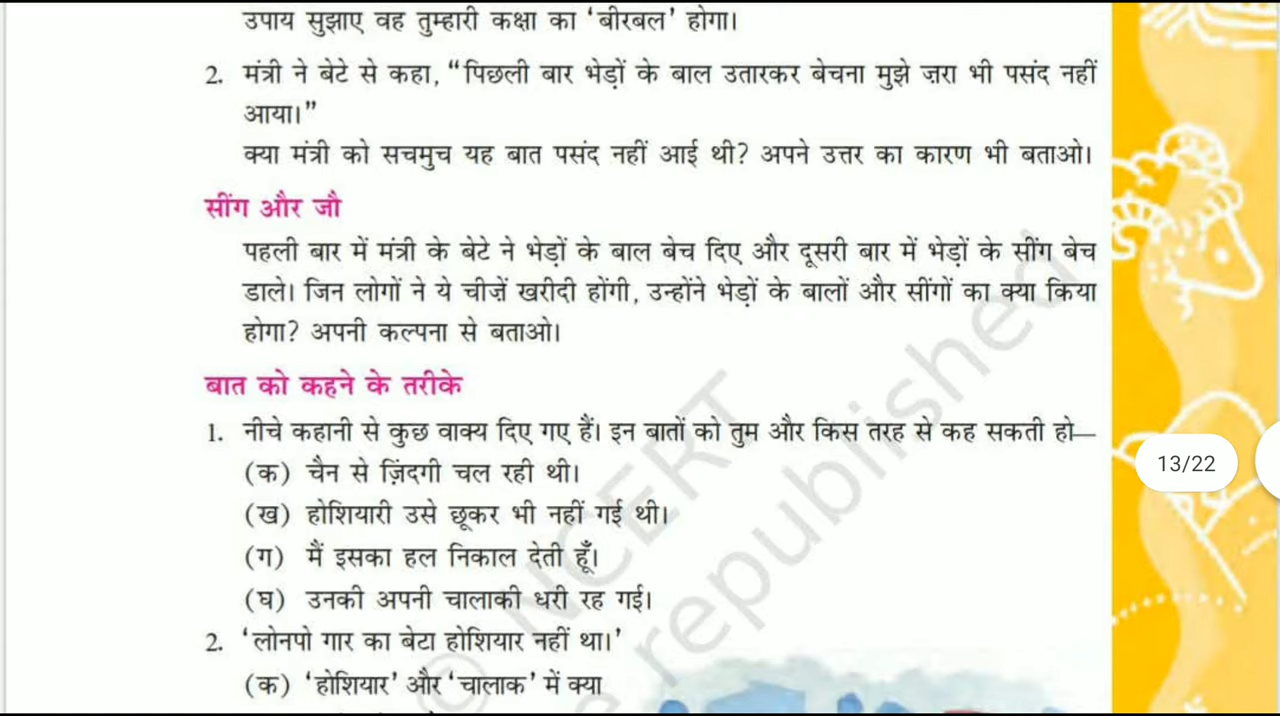 उपाय सुझाए वह तुम्हारी कक्षा का ‘बीरबल’ होगा।
2. मंत्री ने बेटे से कहा, “पिछली बार भेड़ों के बाल उतारकर बेचना मुझे ज़रा भी पसंद नहीं
आया।”
क्या मंत्री को सचमुच यह बात पसंद नहीं आई थी? अपने उत्तर का कारण भी बताओ।
सींग और जौ
पहली बार में मंत्री के बेटे ने भेड़ों के बाल बेच दिए और दूसरी बार में भेड़ों के सींग बेच
डाले। जिन लोगों ने ये चीज़ें खरीदी होंगी, उन्होंने भेड़ों के बालों और सींगों का क्या किया
होगा? अपनी कल्पना से बताओ।
बात को कहने के तरीके
1. नीचे कहानी से कुछ वाक्य दिए गए हैं। इन बातों को तुम और किस तरह से कह सकती हो—
13/22
(क) चैन से ज़िंदगी चल रही थी।
(ख) होशियारी उसे छूकर भी नहीं गई थी।
(ग) मैं इसका हल निकाल देती हूँ।
(घ) उनकी अपनी चालाकी धरी रह गई।
2. ‘लोनपो गार का बेटा होशियार नहीं था।’
(क) ‘होशियार’ और ‘चालाक’ में क्या
© NCERT
republished